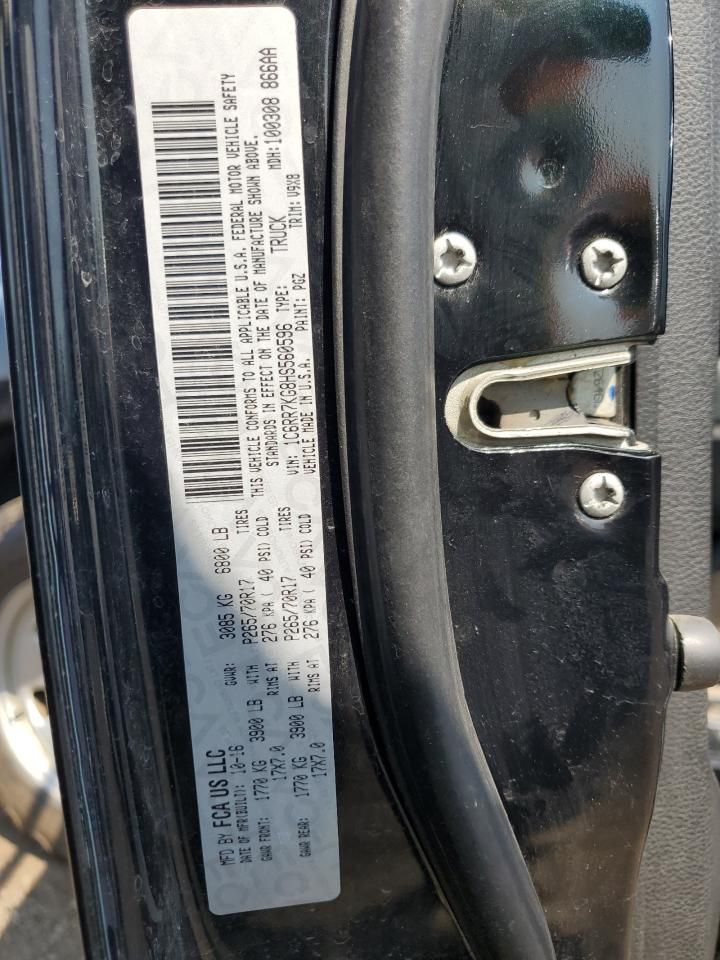 MFD BY FCA US LLC
DATE OF MFR(BUILT): 10-16 GVWR: 3085 KG 6800 LB
GAWR FRONT: 1770 KG 3900 LB WITH P265/70R17 TIRES
17X7.0 RIMS AT 276 KPA ( 40 PSI) COLD
GAWR REAR: 1770 KG 3900 LB WITH P265/70R17 TIRES
17X7.0 RIMS AT 276 KPA ( 40 PSI) COLD
THIS VEHICLE CONFORMS TO ALL APPLICABLE U.S.A. FEDERAL MOTOR VEHICLE SAFETY
STANDARDS IN EFFECT ON THE DATE OF MANUFACTURE SHOWN ABOVE.
VIN: 1C6RR7KG8HS560596 TYPE: TRUCK MDH:100308 866AA
VEHICLE MADE IN U.S.A. PAINT: PGZ TRIM: V9X8